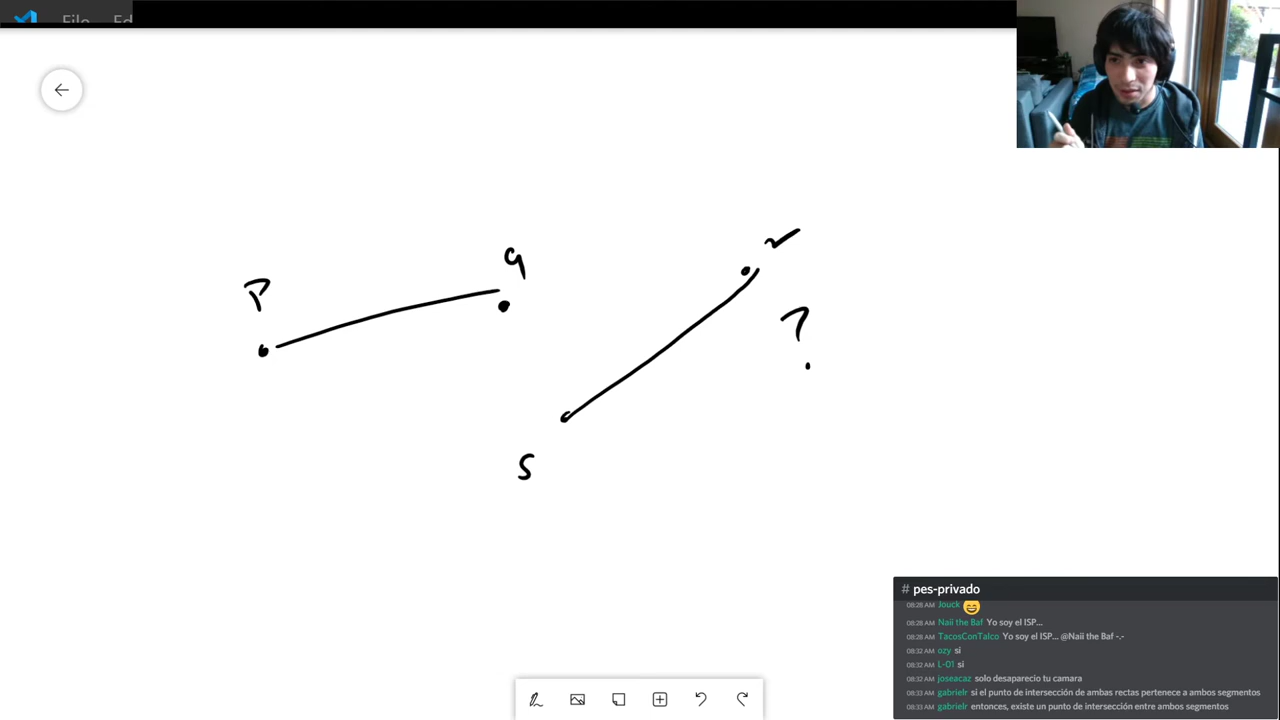 File Ed
q
r
P
?
s
# pes-privado
08:28 AM Jouck 😄
08:28 AM Naii the Baf Yo soy el ISP...
08:28 AM TacosConTalco Yo soy el ISP... @Naii the Baf -.-
08:32 AM ozy si
08:32 AM L-01 si
08:32 AM joseacaz solo desaparecio tu camara
08:33 AM gabrielr si el punto de intersección de ambas rectas pertenece a ambos segmentos
08:33 AM gabrielr entonces, existe un punto de intersección entre ambos segmentos